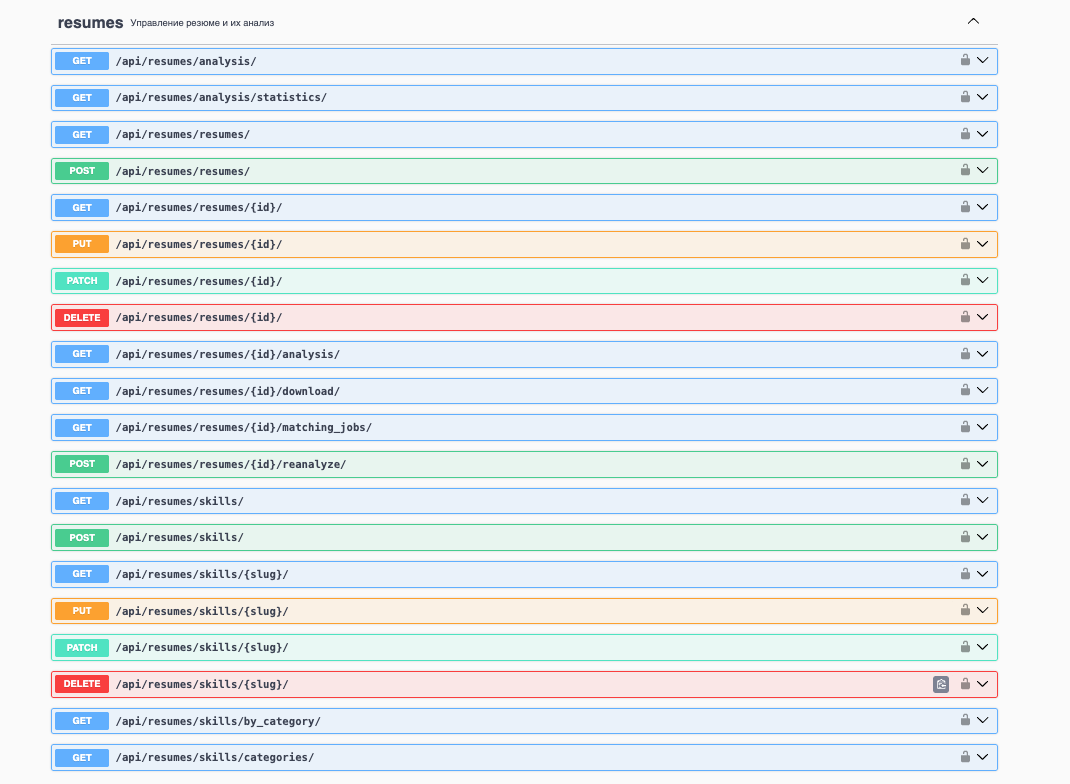 resumes Управление резюме и их анализ
GET /api/resumes/analysis/
GET /api/resumes/analysis/statistics/
GET /api/resumes/resumes/
POST /api/resumes/resumes/
GET /api/resumes/resumes/{id}/
PUT /api/resumes/resumes/{id}/
PATCH /api/resumes/resumes/{id}/
DELETE /api/resumes/resumes/{id}/
GET /api/resumes/resumes/{id}/analysis/
GET /api/resumes/resumes/{id}/download/
GET /api/resumes/resumes/{id}/matching_jobs/
POST /api/resumes/resumes/{id}/reanalyze/
GET /api/resumes/skills/
POST /api/resumes/skills/
GET /api/resumes/skills/{slug}/
PUT /api/resumes/skills/{slug}/
PATCH /api/resumes/skills/{slug}/
DELETE /api/resumes/skills/{slug}/
GET /api/resumes/skills/by_category/
GET /api/resumes/skills/categories/